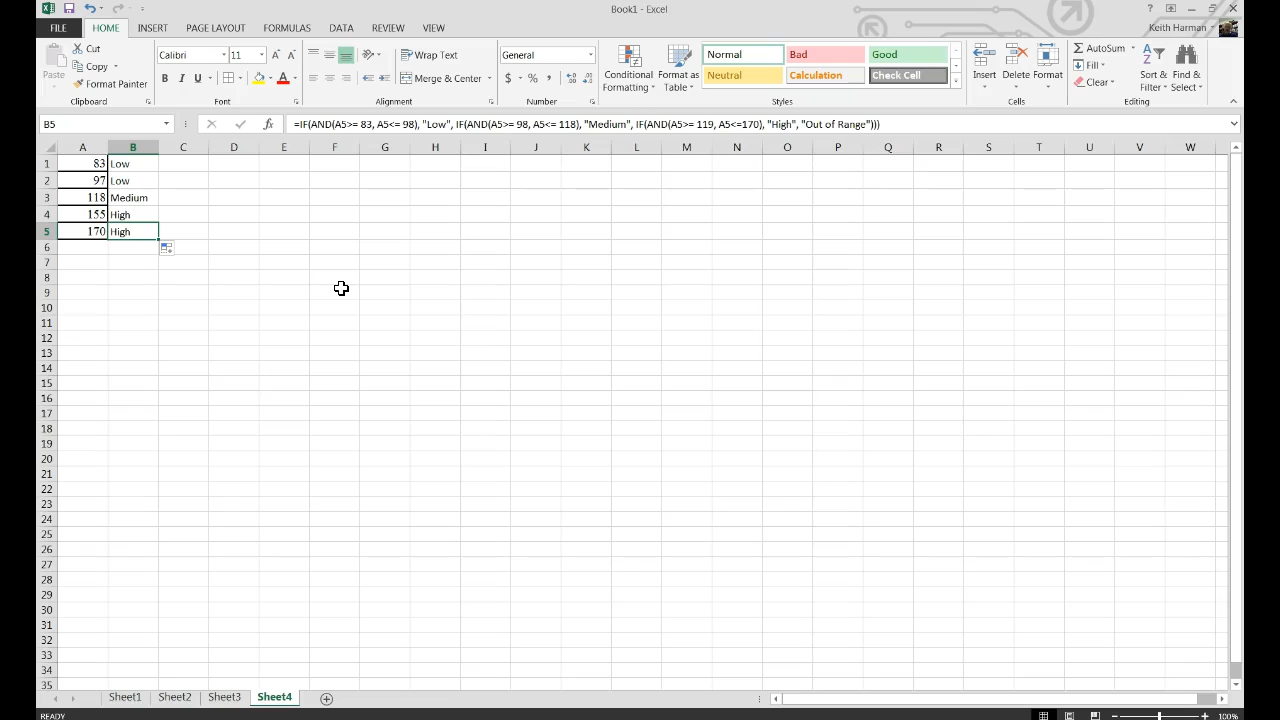 Book1 - Excel
FILE HOME INSERT PAGE LAYOUT FORMULAS DATA REVIEW VIEW Keith Harman
Paste Cut Copy Format Painter
Calibri 11
B I U A
Wrap Text
Merge & Center
General
$ % ,
Conditional Formatting
Format as Table
Normal Bad Good
Neutral Calculation Check Cell
Insert Delete Format
AutoSum
Fill
Clear
Sort & Filter
Find & Select
Clipboard Font Alignment Number Styles Cells Editing
B5 fx =IF(AND(A5>= 83, A5<= 98), "Low", IF(AND(A5>= 98, A5<= 118), "Medium", IF(AND(A5>= 119, A5<=170), "High", "Out of Range")))
A B C D E F G H I J K L M N O P Q R S T U V W
1 83 Low
2 97 Low
3 118 Medium
4 155 High
5 170 High
6
7
8
9
10
11
12
13
14
15
16
17
18
19
20
21
22
23
24
25
26
27
28
29
30
31
32
33
34
35
Sheet1 Sheet2 Sheet3 Sheet4
READY 100%